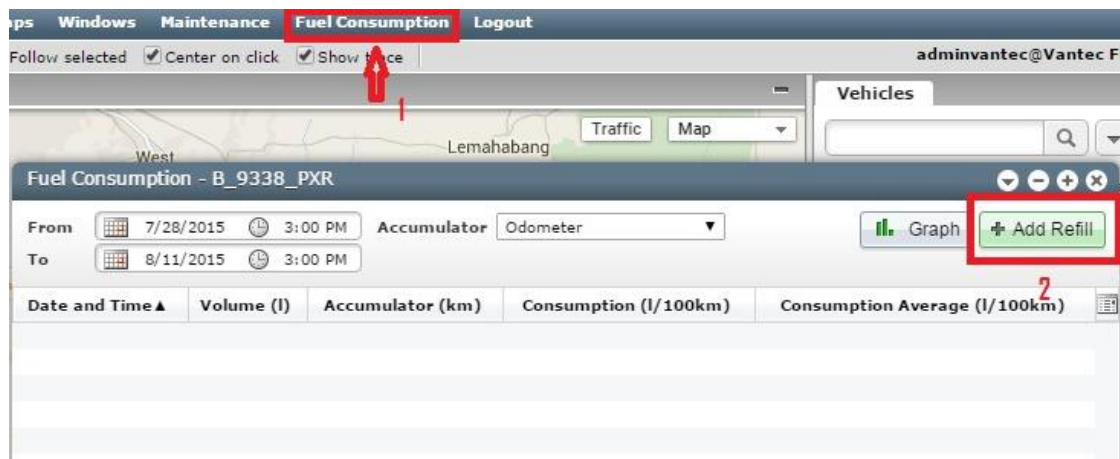 Windows Maintenance Fuel Consumption Logout
Follow selected Center on click Show adminvantec@Vantec F
1
Vehicles
Traffic Map
West Lemahabang
Fuel Consumption - B_9338_PXR
From 7/28/2015 3:00 PM Accumulator Odometer Graph Add Refill
To 8/11/2015 3:00 PM
2
Date and Time▲ Volume (l) Accumulator (km) Consumption (l/100km) Consumption Average (l/100km)